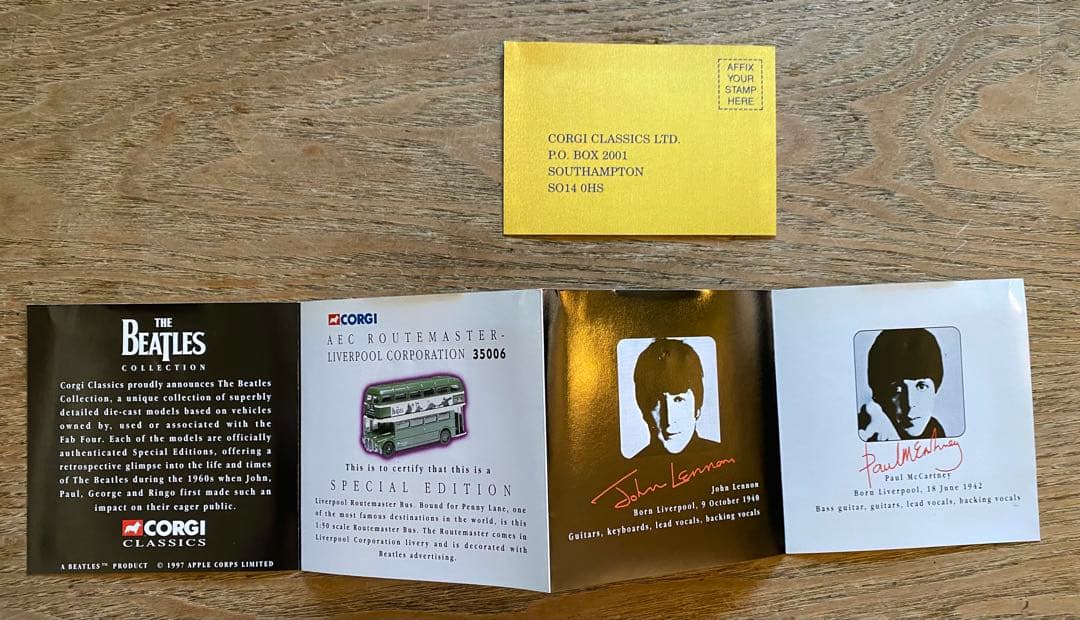 AFFIX
YOUR
STAMP
HERE
CORGI CLASSICS LTD.
P.O. BOX 2001
SOUTHAMPTON
SO14 0HS
THE
BEATLES
COLLECTION
Corgi Classics proudly announces The Beatles
Collection, a unique collection of superbly
detailed die-cast models based on vehicles
owned by, used or associated with the
Fab Four. Each of the models are officially
authenticated Special Editions, offering a
retrospective glimpse into the life and times
of The Beatles during the 1960s when John,
Paul, George and Ringo first made such an
impact on their eager public.
CORGI
CLASSICS
A BEATLES™ PRODUCT © 1997 APPLE CORPS LIMITED
CORGI
AEC ROUTEMASTER-
LIVERPOOL CORPORATION 35006
BEATLES
This is to certify that this is a
SPECIAL EDITION
Liverpool Routemaster Bus. Bound for Penny Lane, one
of the most famous destinations in the world, is this
1:50 scale Routemaster Bus. The Routemaster comes in
Liverpool Corporation livery and is decorated with
Beatles advertising.
John Lennon
John Lennon
Born Liverpool, 9 October 1940
Guitars, keyboards, lead vocals, backing vocals
Paul McCartney
Paul McCartney
Born Liverpool, 18 June 1942
Bass guitar, guitars, lead vocals, backing vocals